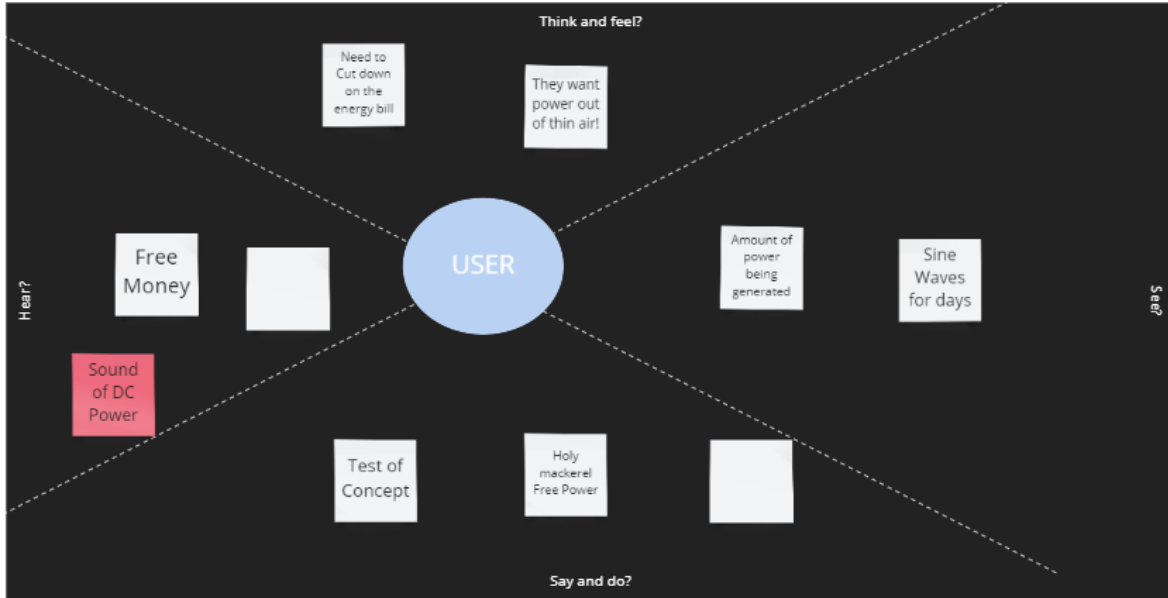 Think and feel?
Need to
Cut down
on the
energy bill
They want
power out
of thin air!
Hear?
Free
Money
Sound
of DC
Power
USER
Amount of
power
being
generated
Sine
Waves
for days
See?
Test of
Concept
Holy
mackerel
Free Power
Say and do?